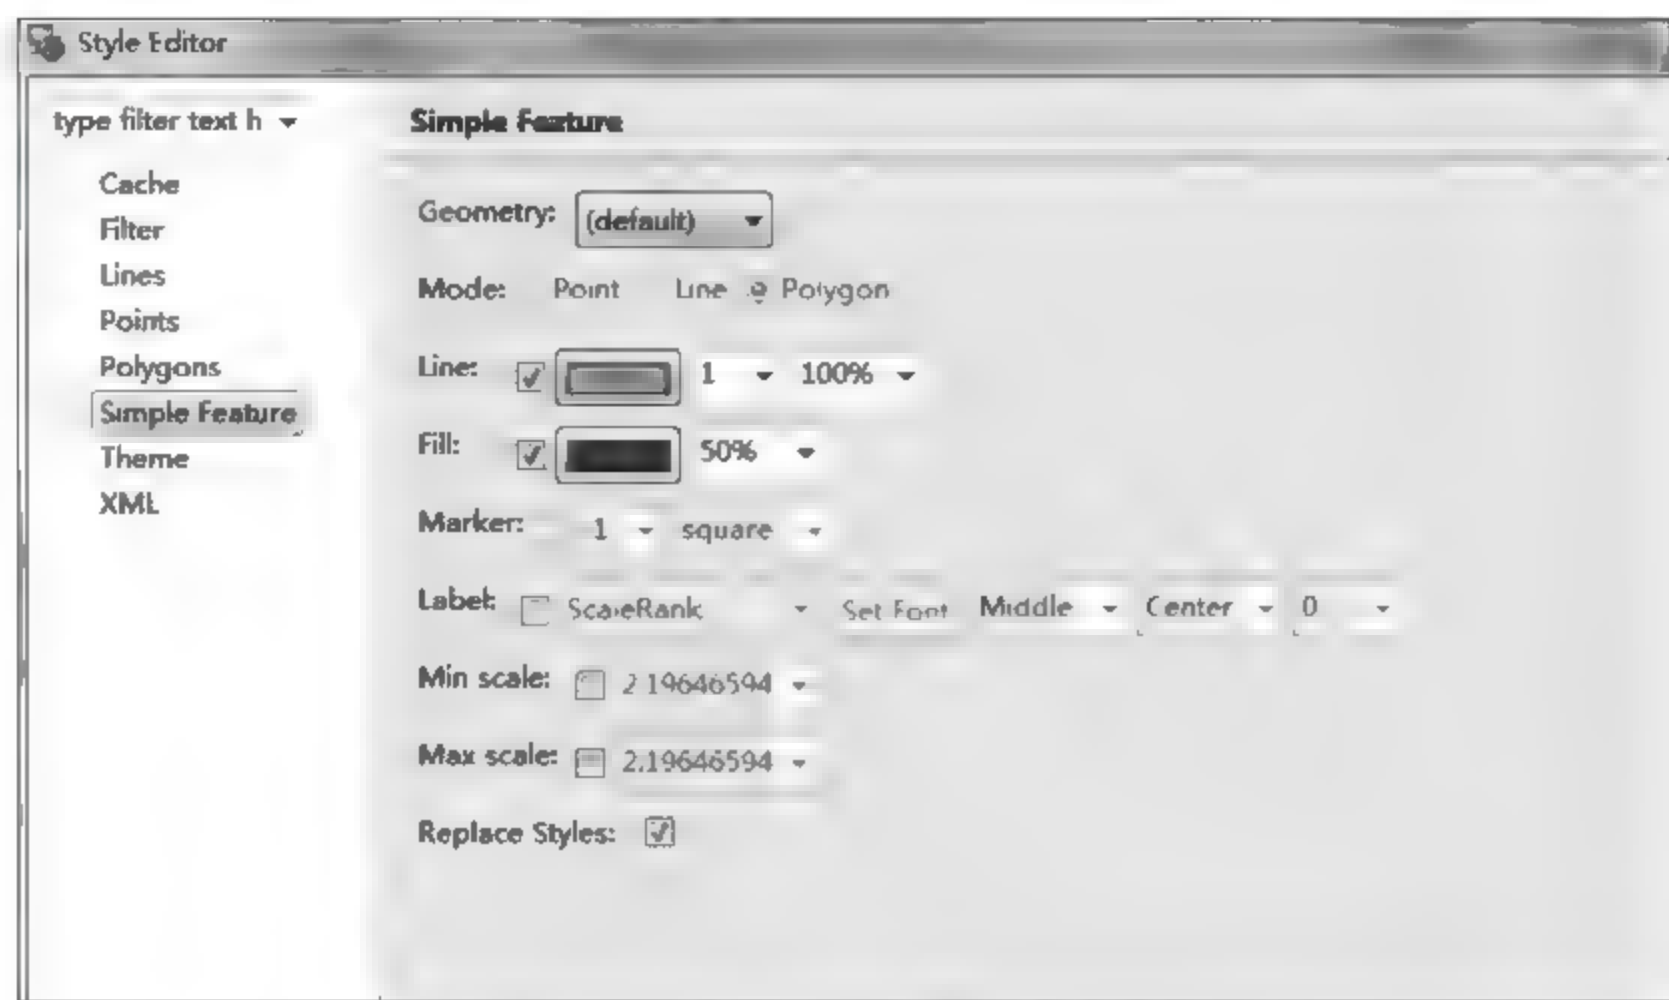 Style Editor
type filter text h
Cache
Filter
Lines
Points
Polygons
Simple Feature
Theme
XML
Simple Feature
Geometry: (default)
Mode: Point Line Polygon
Line: 1 100%
Fill: 50%
Marker: 1 square
Label: ScaleRank Set Font Middle Center 0
Min scale: 2.19646594
Max scale: 2.19646594
Replace Styles: